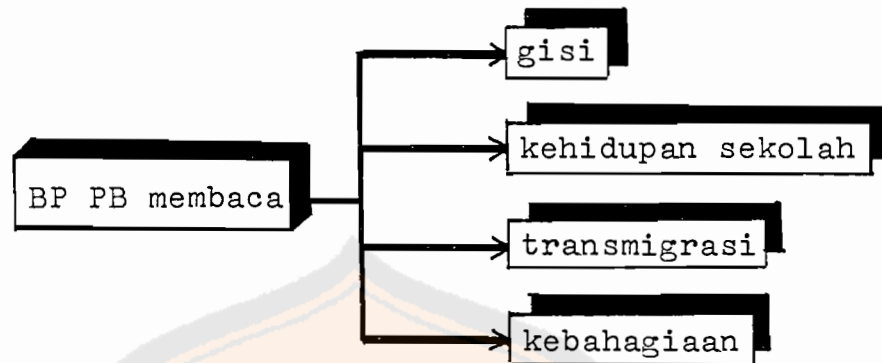 gisi
kehidupan sekolah
BP PB membaca
transmigrasi
kebahagiaan